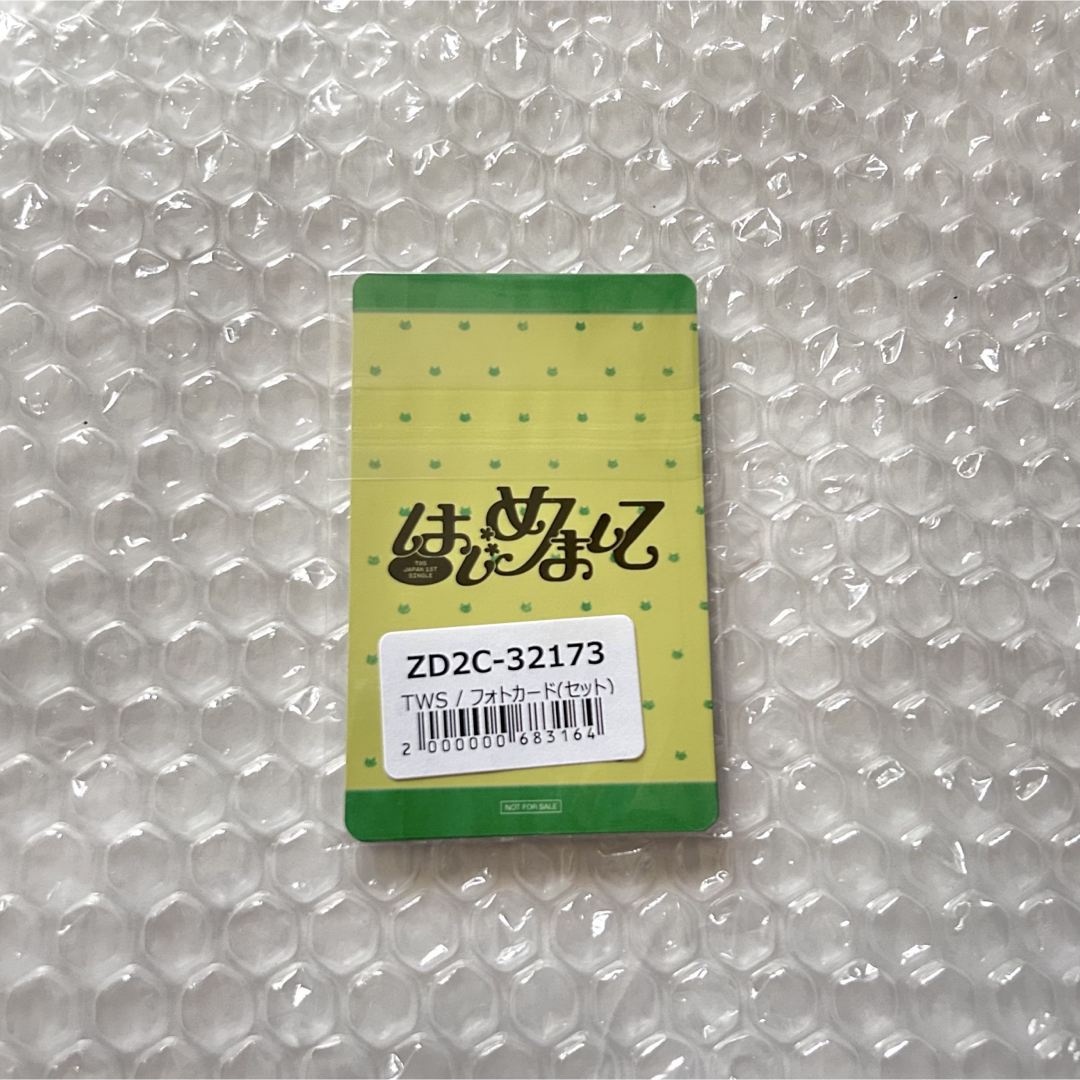 はじめまして
TWS
JAPAN 1ST
SINGLE
ZD2C-32173
TWS / フォトカード(セット)
2 000000 683164
NOT FOR SALE